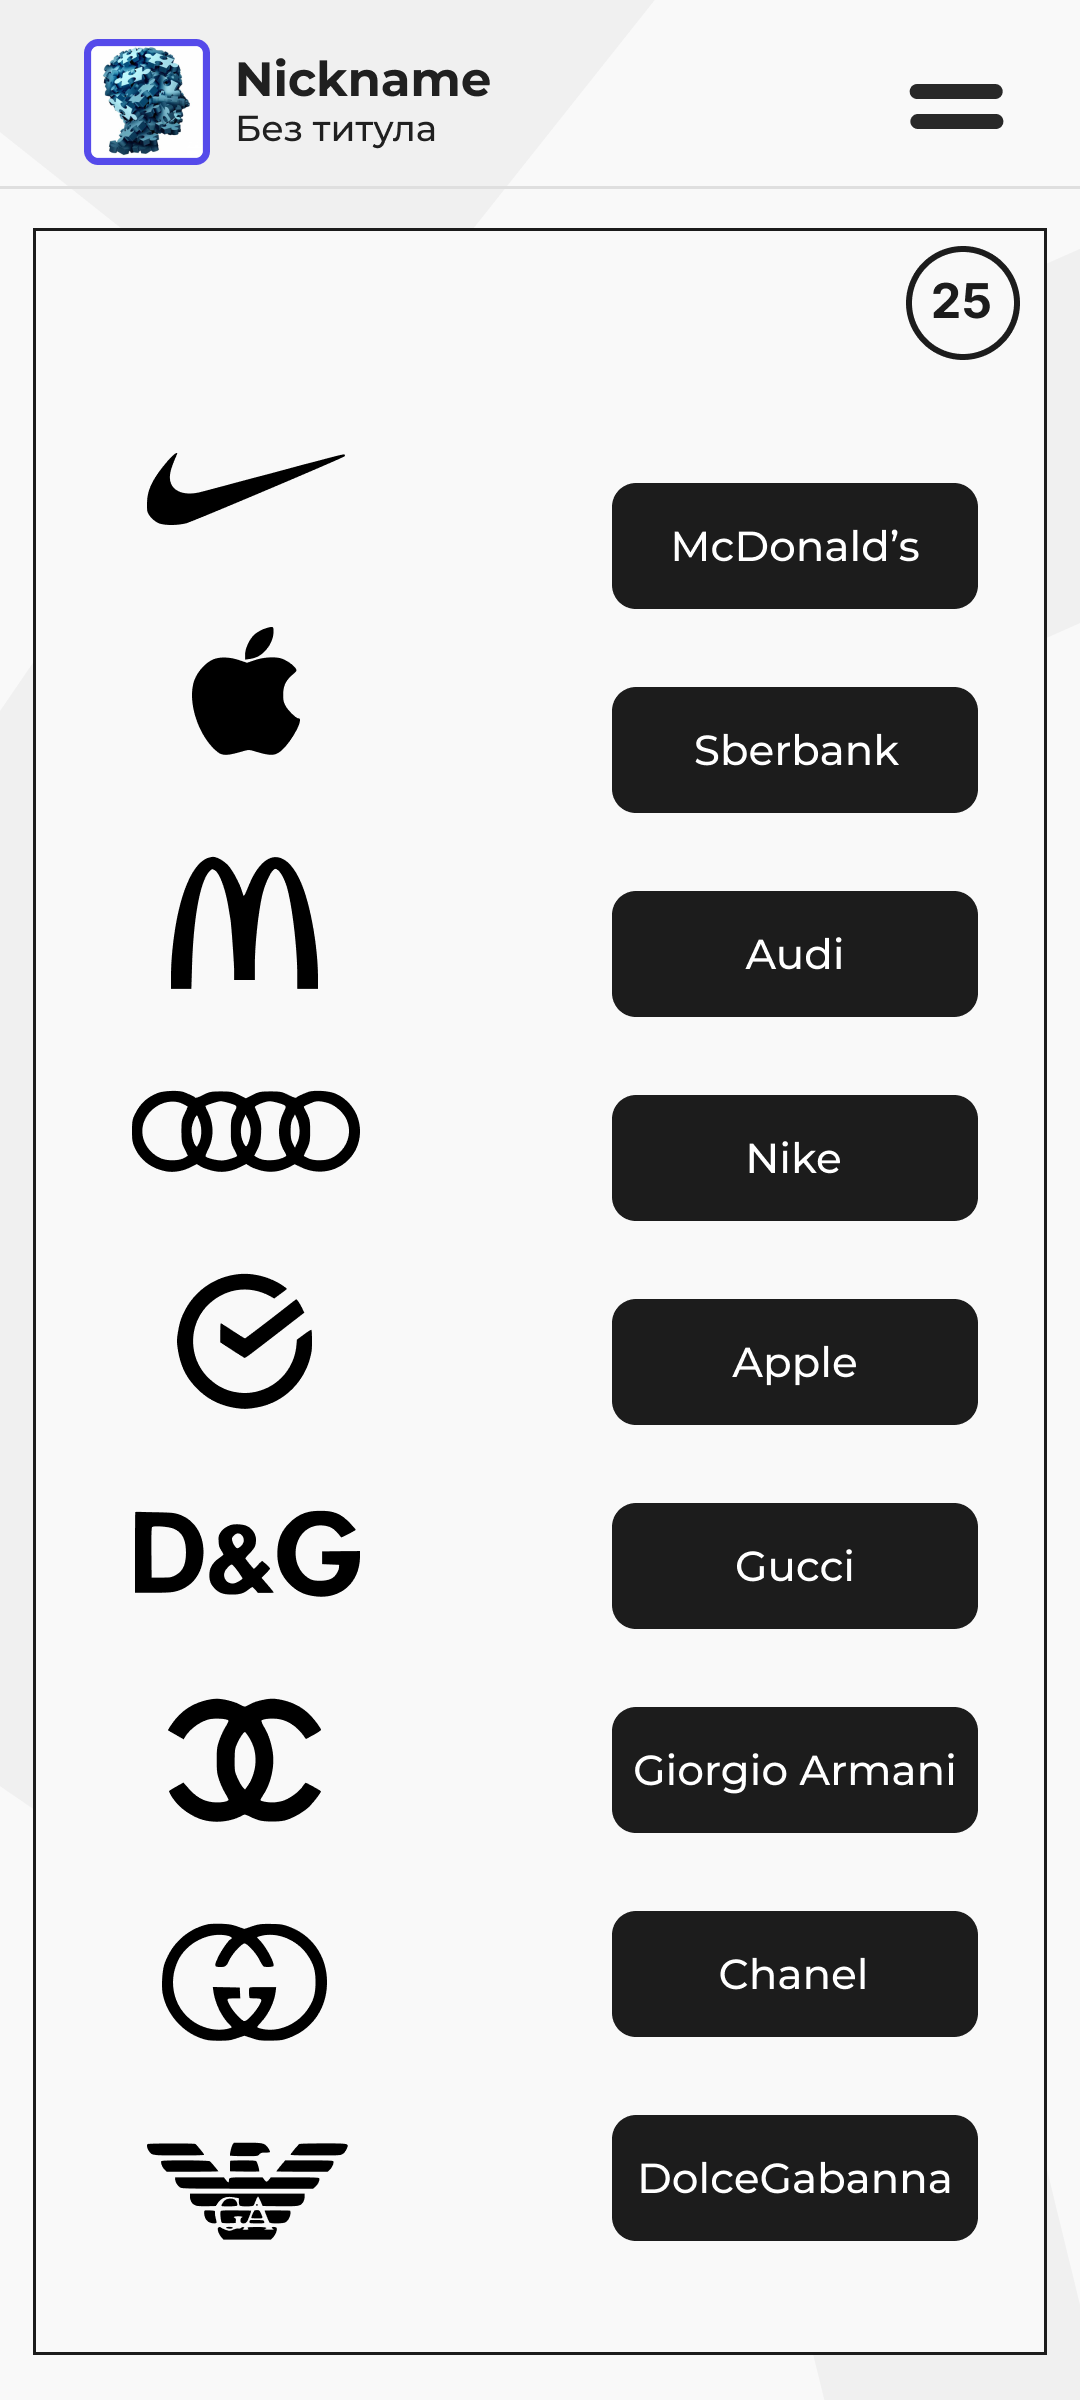 Nickname
Без титула
25
McDonald’s
Sberbank
Audi
Nike
Apple
D&G
Gucci
Giorgio Armani
Chanel
GA
DolceGabanna